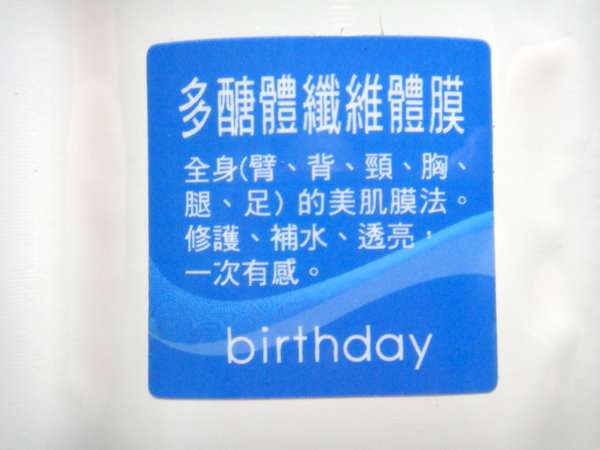 多醣體纖維體膜
全身(臂、背、頸、胸、
腿、足)的美肌膜法。
修護、補水、透亮，
一次有感。
birthday